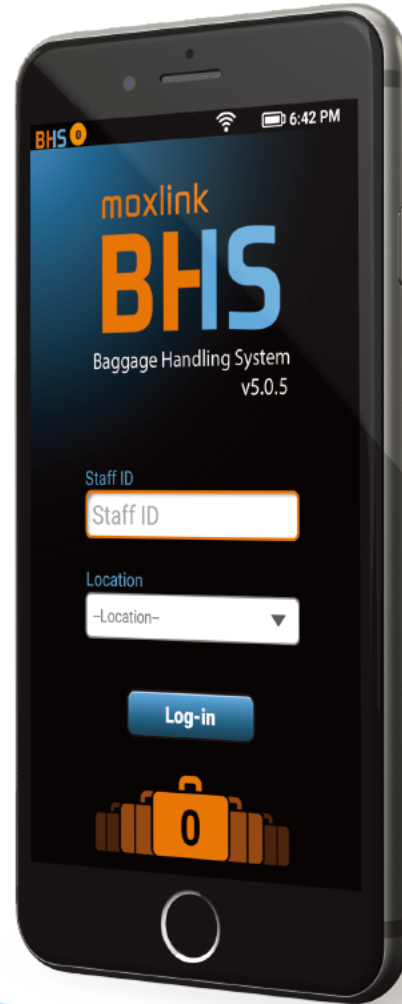 BHS 0
6:42 PM
moxlink
BHS
Baggage Handling System
v5.0.5
Staff ID
Staff ID
Location
--Location--
Log-in
0